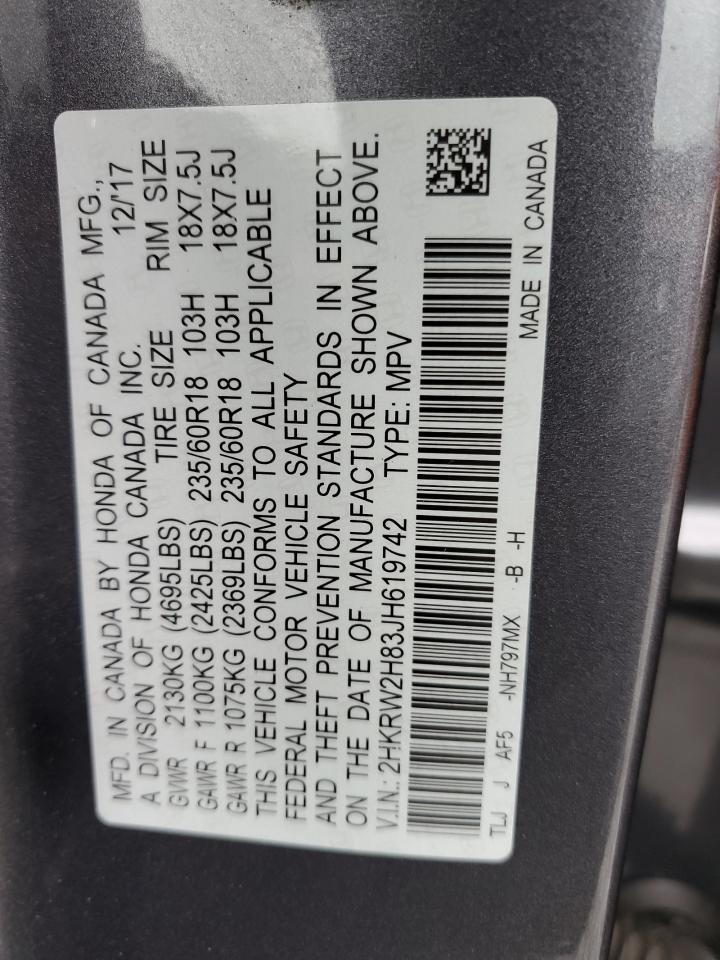 MFD. IN CANADA BY HONDA OF CANADA MFG.,
A DIVISION OF HONDA CANADA INC. 12/'17
GVWR 2130KG (4695LBS) TIRE SIZE RIM SIZE
GAWR F 1100KG (2425LBS) 235/60R18 103H 18X7.5J
GAWR R 1075KG (2369LBS) 235/60R18 103H 18X7.5J
THIS VEHICLE CONFORMS TO ALL APPLICABLE
FEDERAL MOTOR VEHICLE SAFETY
AND THEFT PREVENTION STANDARDS IN EFFECT
ON THE DATE OF MANUFACTURE SHOWN ABOVE.
V.I.N.: 2HKRW2H83JH619742 TYPE: MPV
TLJ J AF5 -NH797MX -B -H MADE IN CANADA